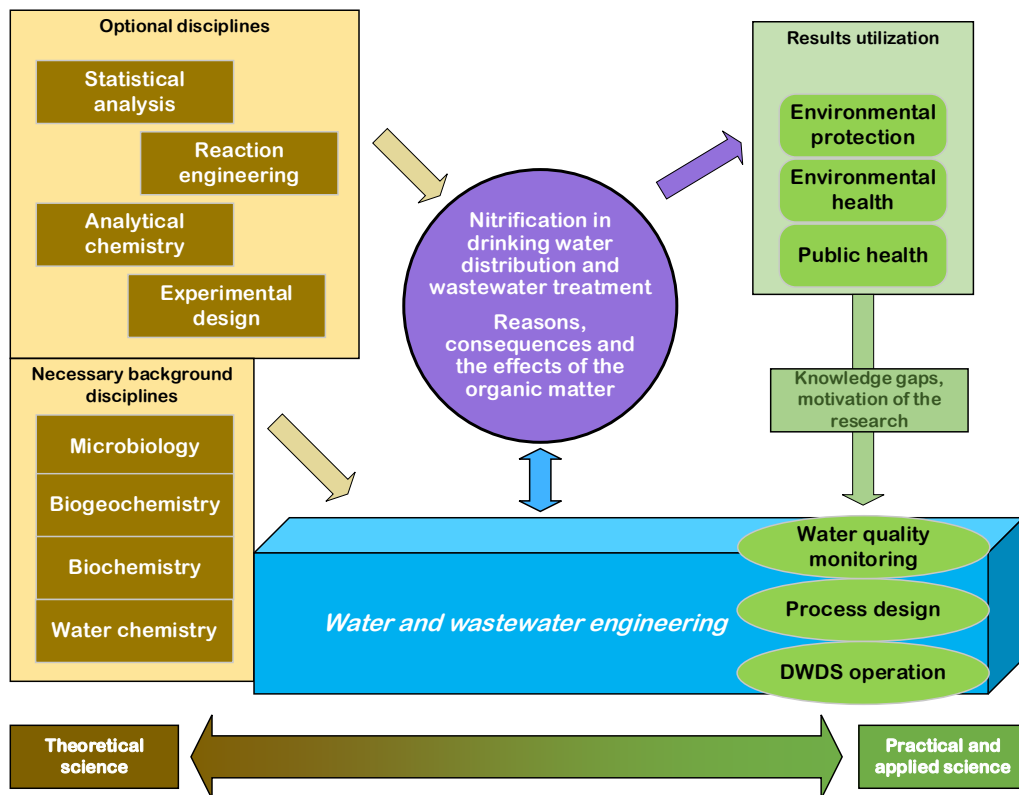 Optional disciplines
Statistical
analysis
Reaction
engineering
Analytical
chemistry
Experimental
design
Necessary background
disciplines
Microbiology
Biogeochemistry
Biochemistry
Water chemistry
Nitrification in
drinking water
distribution and
wastewater treatment
Reasons,
consequences and
the effects of the
organic matter
Results utilization
Environmental
protection
Environmental
health
Public health
Knowledge gaps,
motivation of the
research
Water and wastewater engineering
Water quality
monitoring
Process design
DWDS operation
Theoretical
science
Practical and
applied science